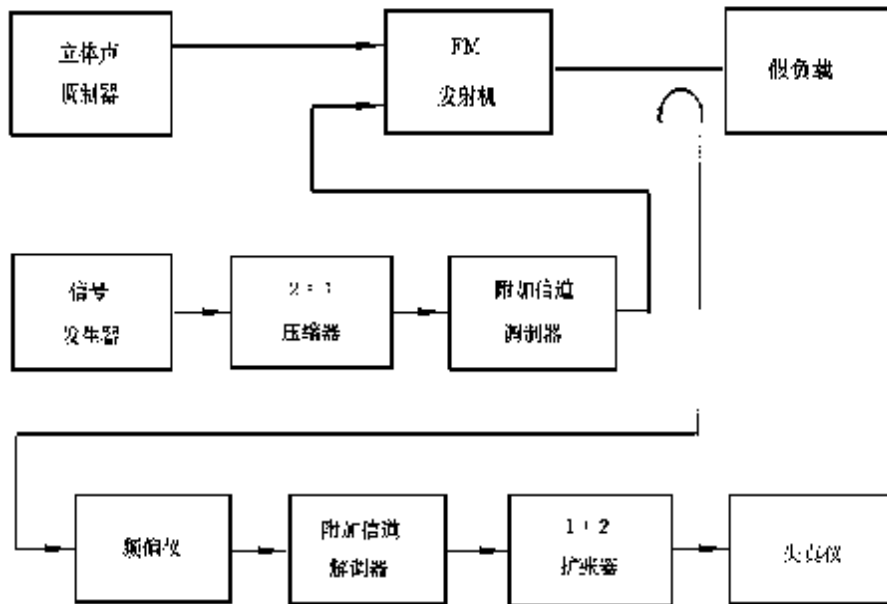 立体声
调制器
FM
发射机
假负载
信号
发生器
2:1
压缩器
附加信道
调制器
频偏仪
附加信道
解调器
1:2
扩张器
失真仪